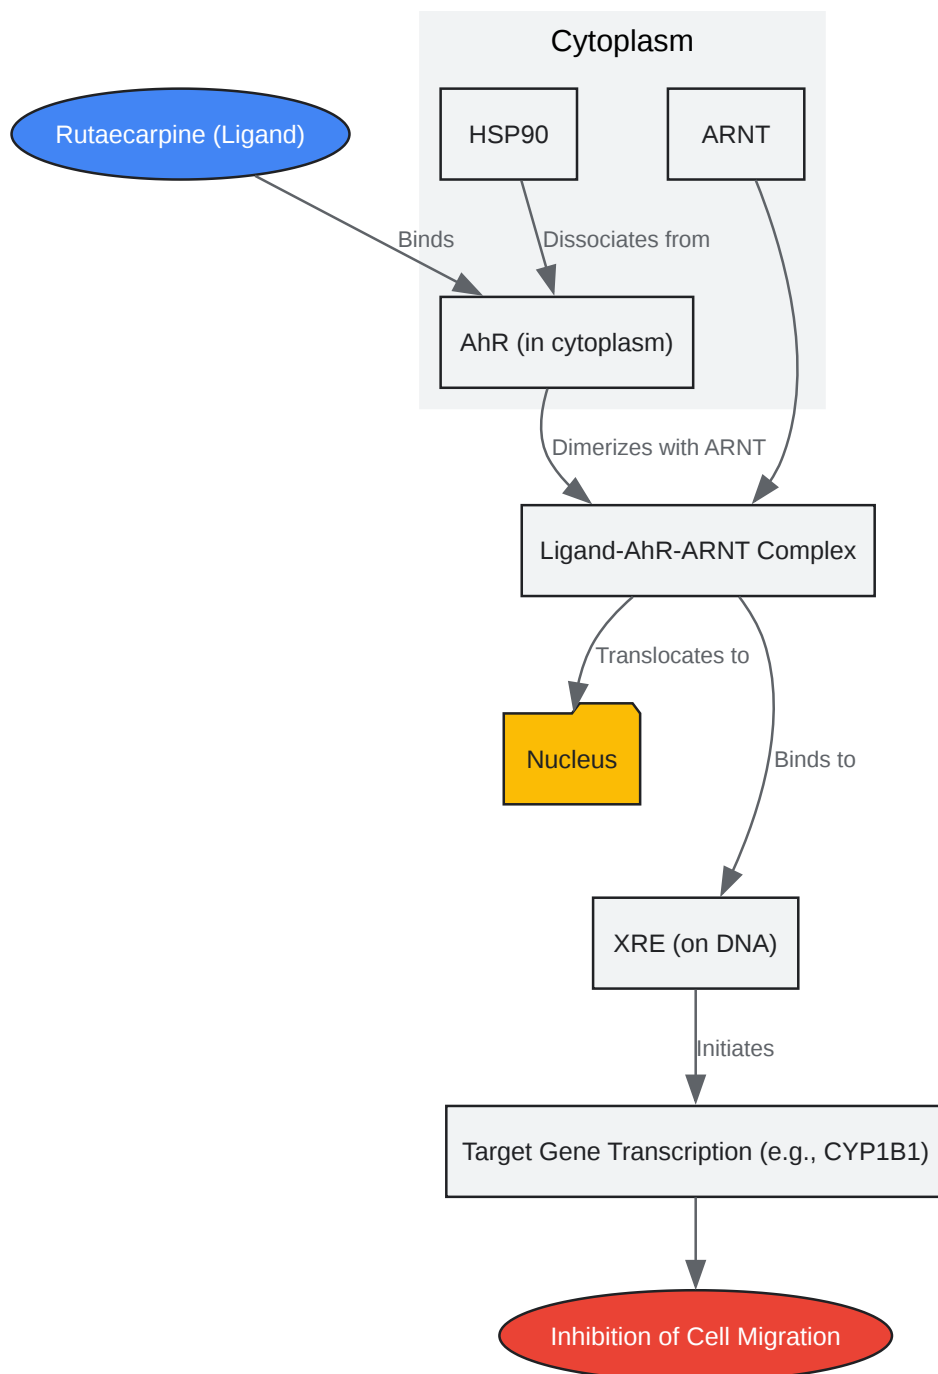 Cytoplasm
Rutaecarpine (Ligand)
HSP90
ARNT
Binds
Dissociates from
AhR (in cytoplasm)
Dimerizes with ARNT
Ligand-AhR-ARNT Complex
Translocates to
Nucleus
Binds to
XRE (on DNA)
Initiates
Target Gene Transcription (e.g., CYP1B1)
Inhibition of Cell Migration